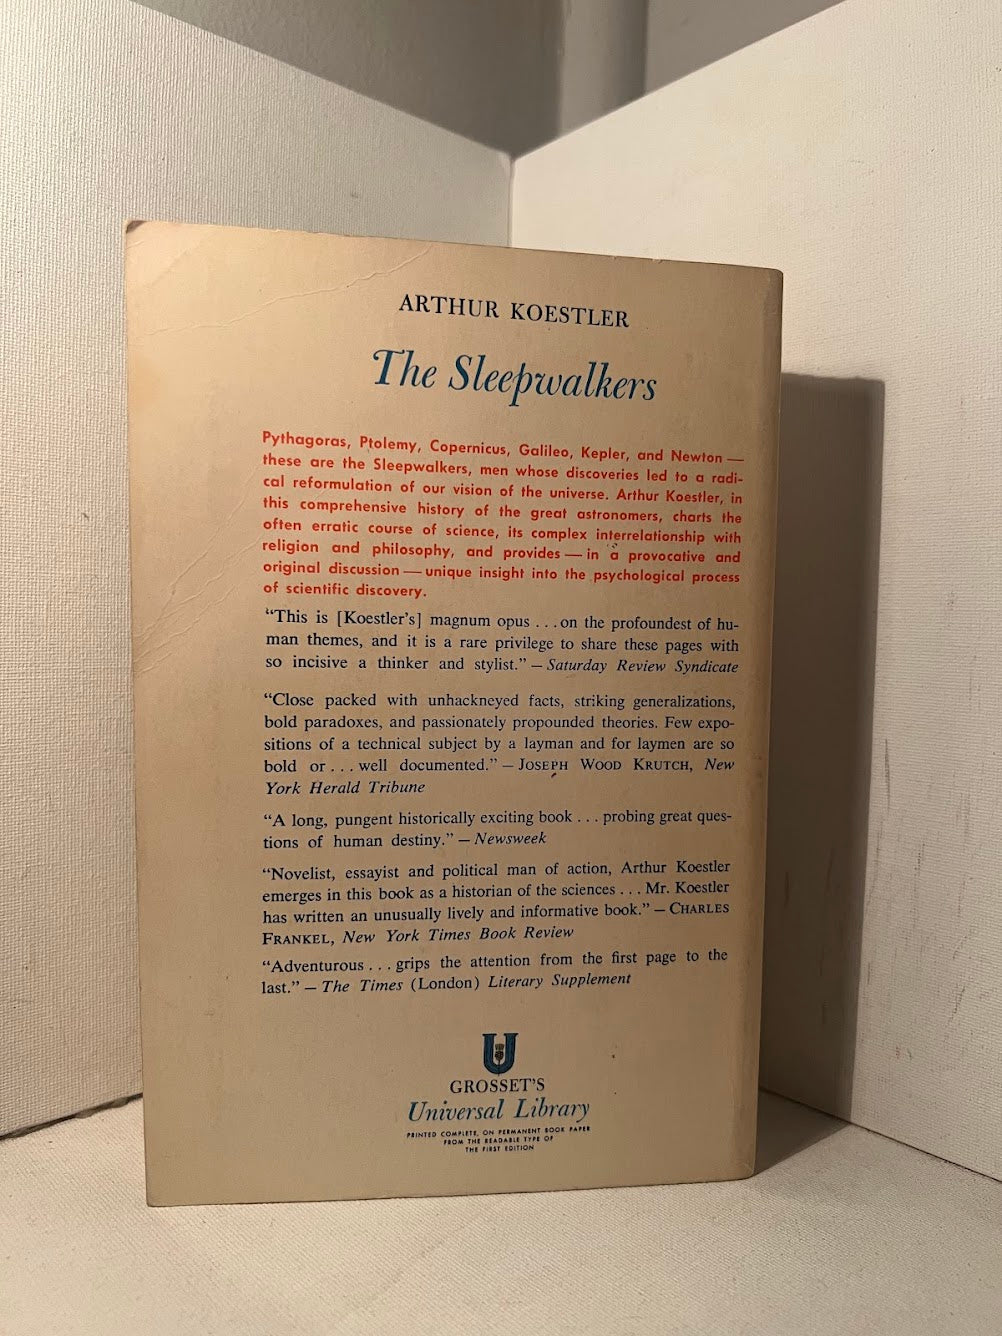 ARTHUR KOESTLER
The Sleepwalkers
Pythagoras, Ptolemy, Copernicus, Galileo, Kepler, and Newton —
these are the Sleepwalkers, men whose discoveries led to a radi-
cal reformulation of our vision of the universe. Arthur Koestler, in
this comprehensive history of the great astronomers, charts the
often erratic course of science, its complex interrelationship with
religion and philosophy, and provides — in a provocative and
original discussion — unique insight into the psychological process
of scientific discovery.
“This is [Koestler's] magnum opus . . . on the profoundest of hu-
man themes, and it is a rare privilege to share these pages with
so incisive a thinker and stylist.” — Saturday Review Syndicate
“Close packed with unhackneyed facts, striking generalizations,
bold paradoxes, and passionately propounded theories. Few expo-
sitions of a technical subject by a layman and for laymen are so
bold or . . . well documented.” — JOSEPH WOOD KRUTCH, New
York Herald Tribune
“A long, pungent historically exciting book . . . probing great ques-
tions of human destiny.” — Newsweek
“Novelist, essayist and political man of action, Arthur Koestler
emerges in this book as a historian of the sciences . . . Mr. Koestler
has written an unusually lively and informative book.” — CHARLES
FRANKEL, New York Times Book Review
“Adventurous . . . grips the attention from the first page to the
last.” — The Times (London) Literary Supplement
U
GROSSET'S
Universal Library
PRINTED COMPLETE, ON PERMANENT BOOK PAPER
FROM THE READABLE TYPE OF
THE FIRST EDITION